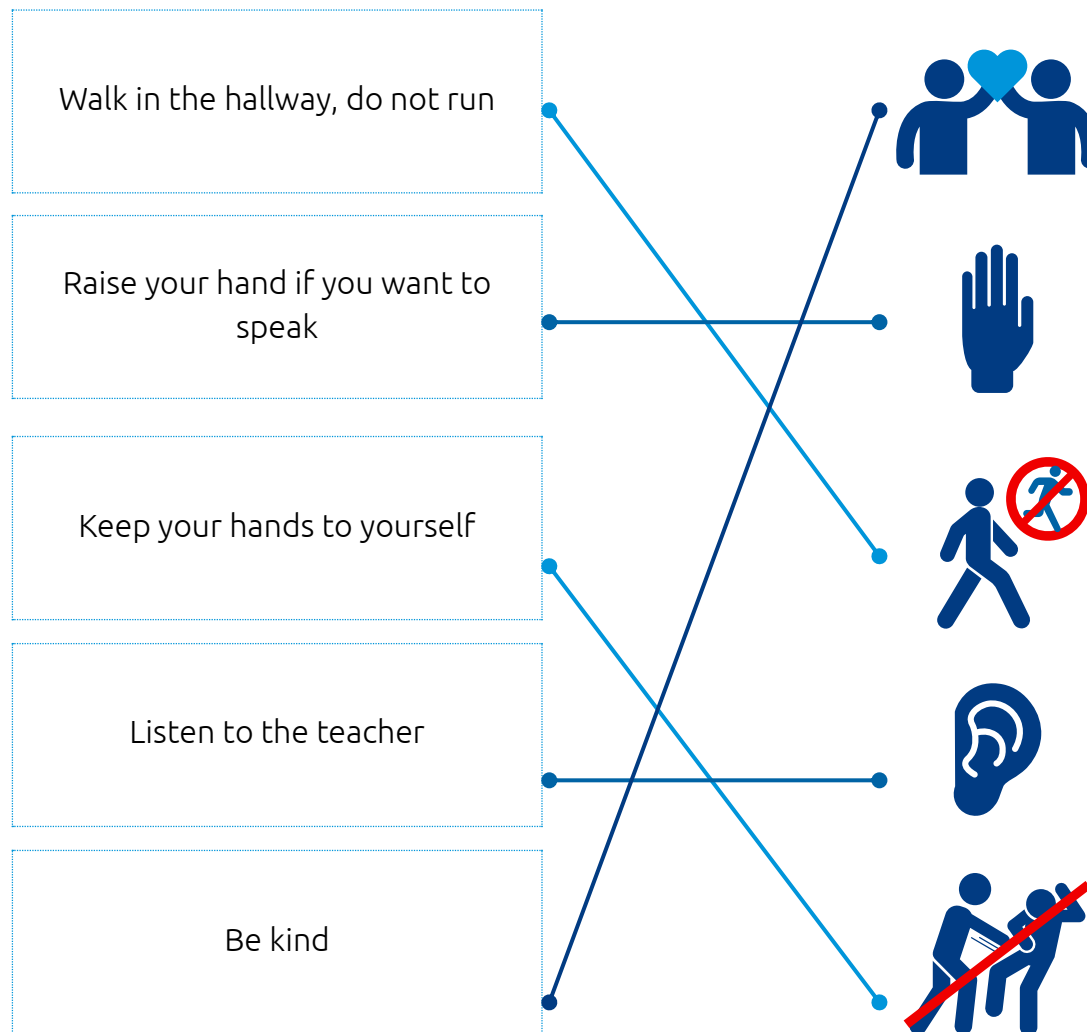 Walk in the hallway, do not run
Raise your hand if you want to
speak
Keep your hands to yourself
Listen to the teacher
Be kind